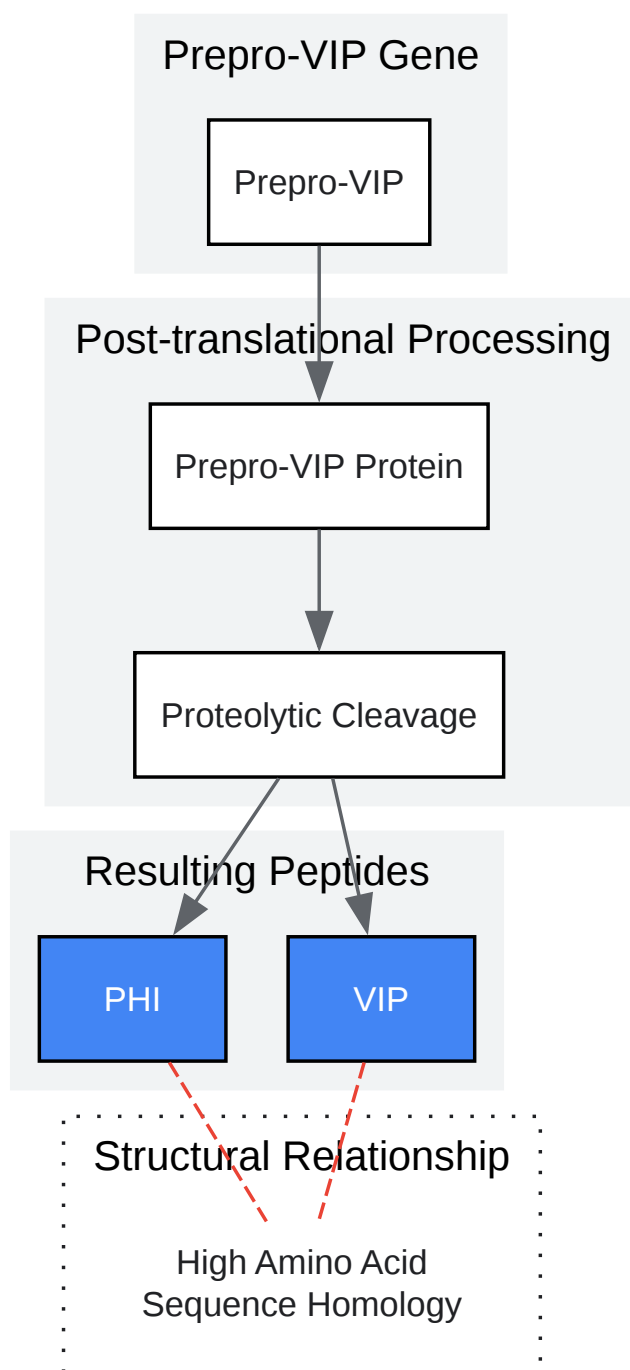 Prepro-VIP Gene
Prepro-VIP
Post-translational Processing
Prepro-VIP Protein
Proteolytic Cleavage
Resulting Peptides
PHI
VIP
Structural Relationship
High Amino Acid
Sequence Homology